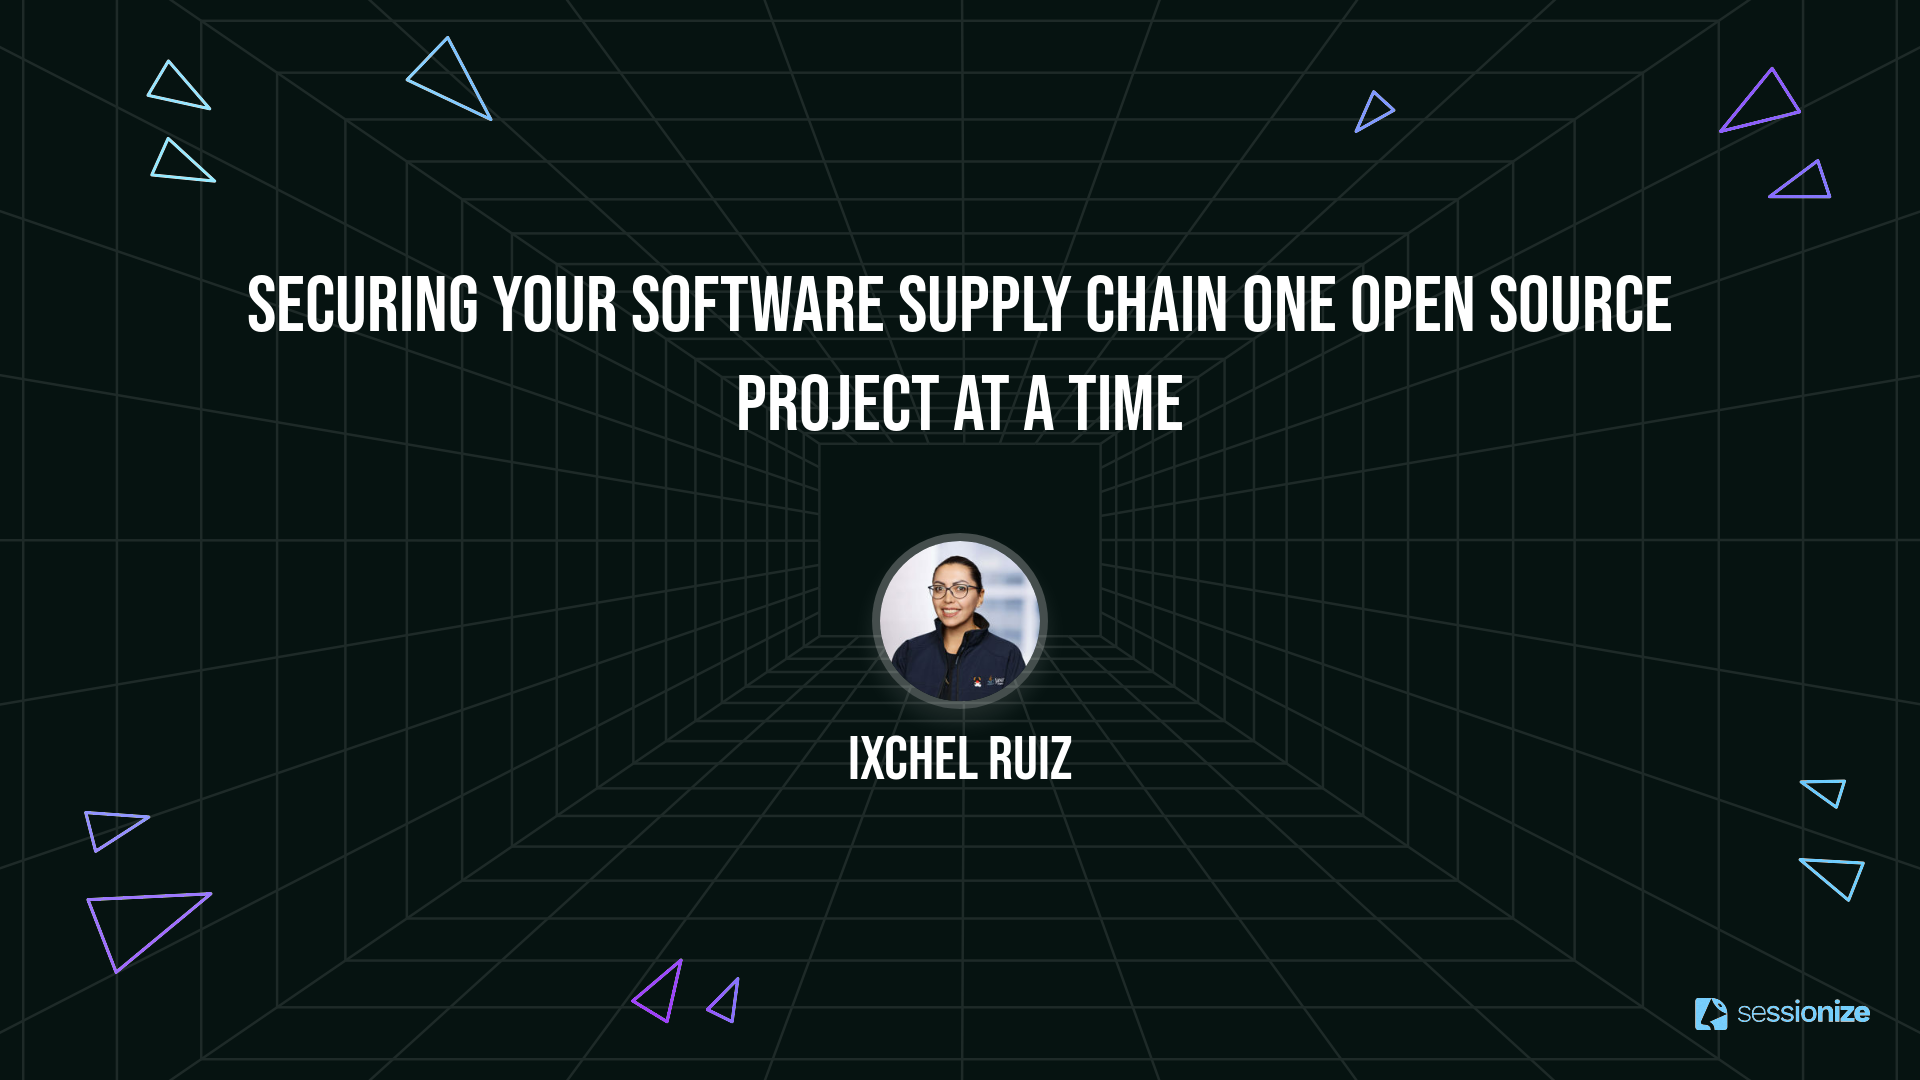 SECURING YOUR SOFTWARE SUPPLY CHAIN ONE OPEN SOURCE
PROJECT AT A TIME
IXCHEL RUIZ
sessionize